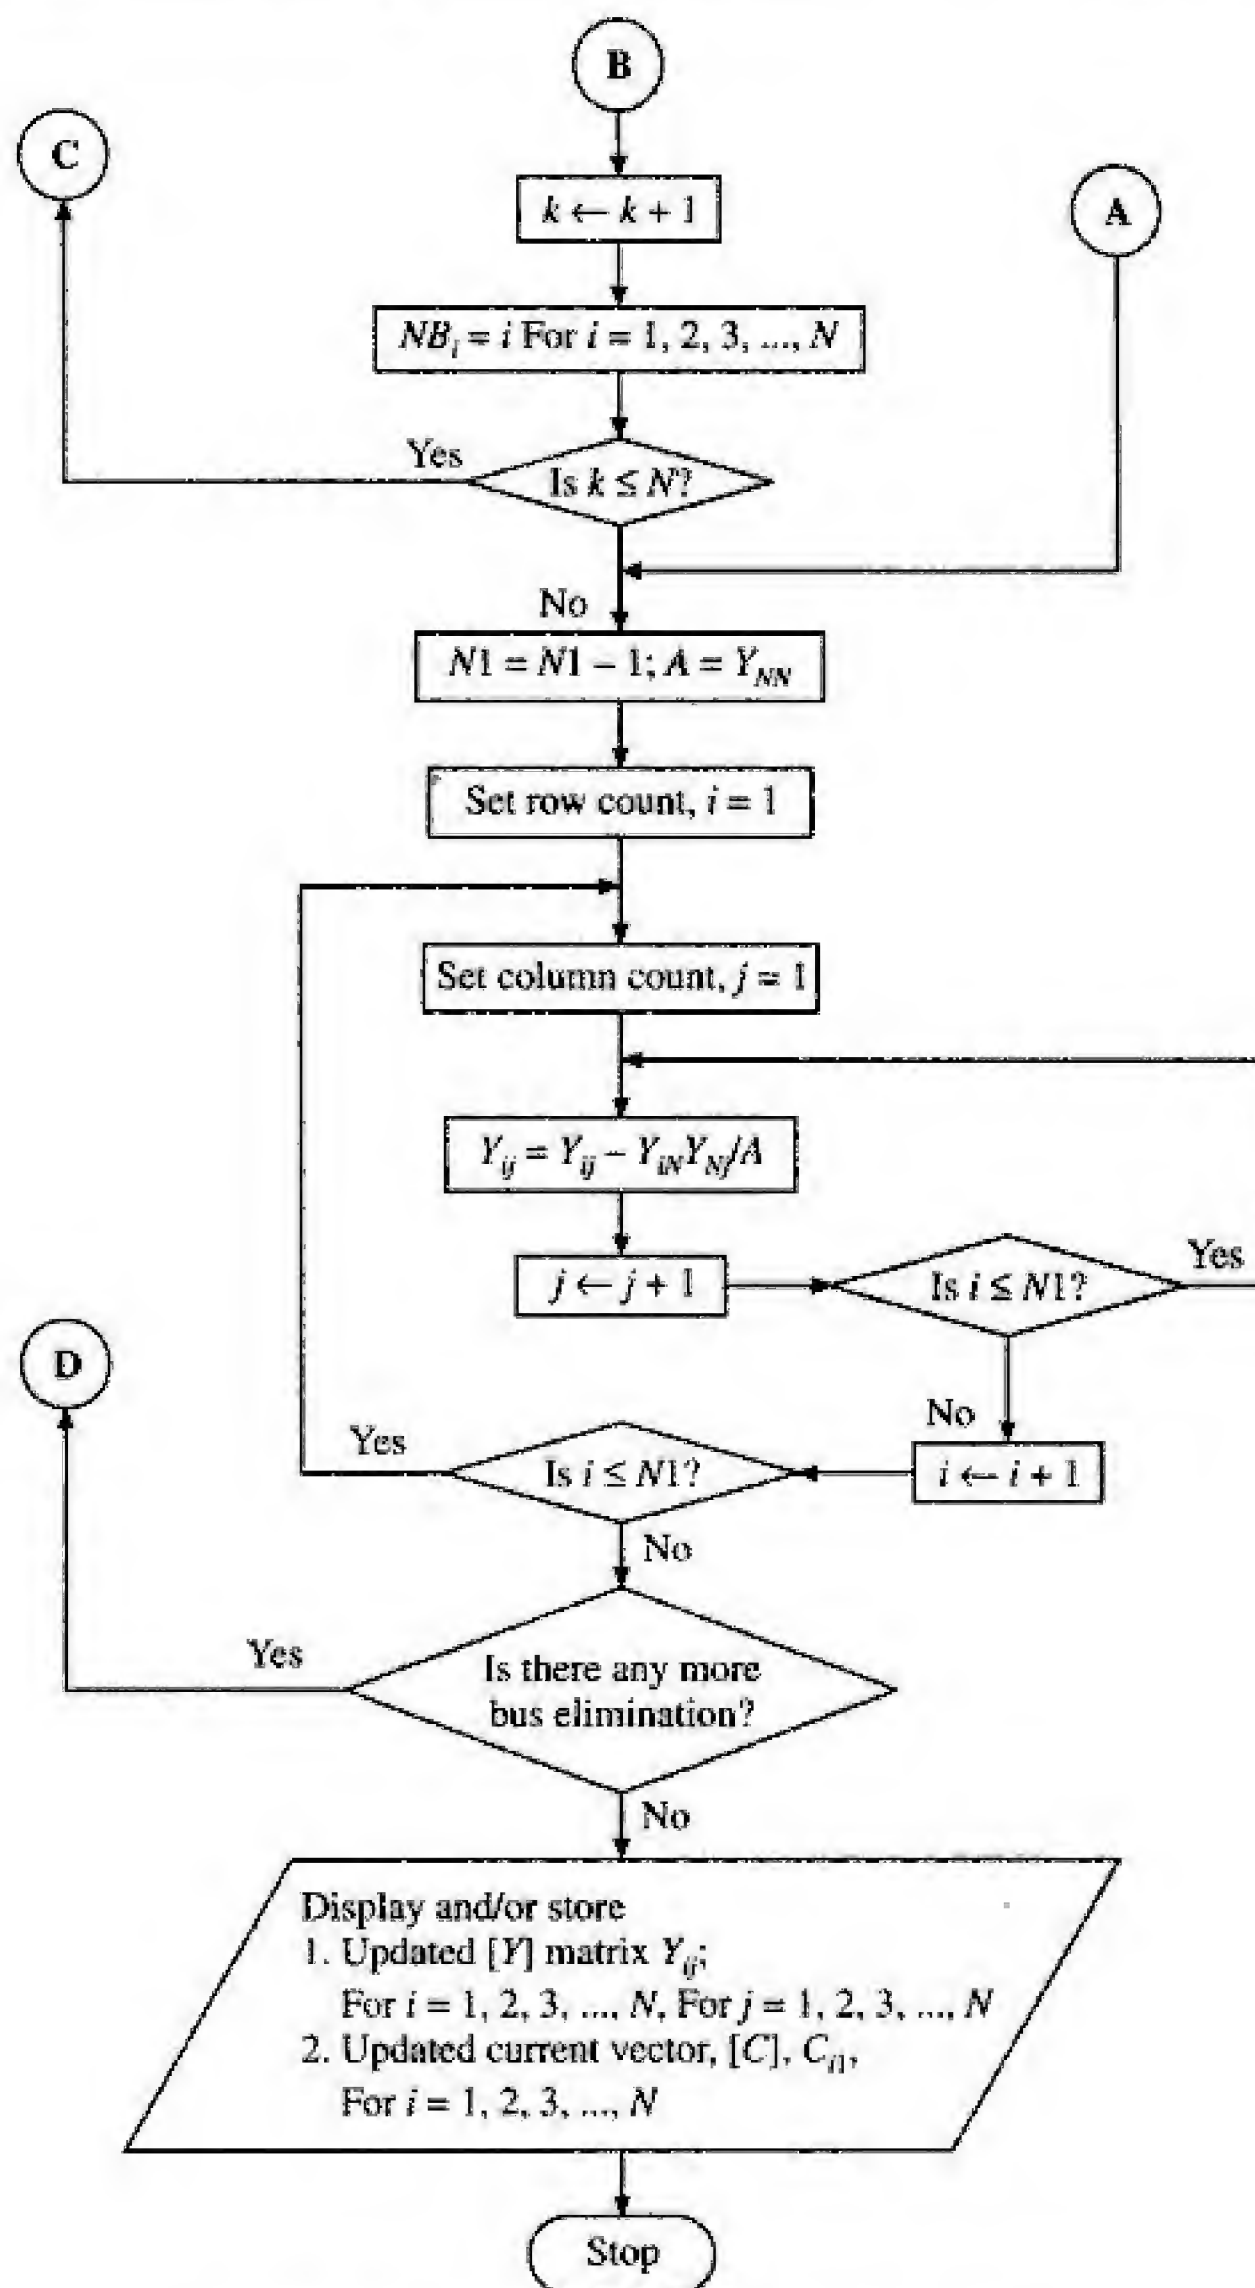 B
C
k ← k + 1
A
NB_i = i For i = 1, 2, 3, ..., N
Yes
Is k ≤ N?
No
N1 = N1 − 1; A = Y_NN
Set row count, i = 1
Set column count, j = 1
Y_ij = Y_ij − Y_iN Y_Nj/A
j ← j + 1
Is i ≤ N1?
Yes
D
No
i ← i + 1
Yes
Is i ≤ N1?
No
Yes
Is there any more
bus elimination?
No
Display and/or store
1. Updated [Y] matrix Y_ij;
For i = 1, 2, 3, ..., N, For j = 1, 2, 3, ..., N
2. Updated current vector, [C], C_i1,
For i = 1, 2, 3, ..., N
Stop